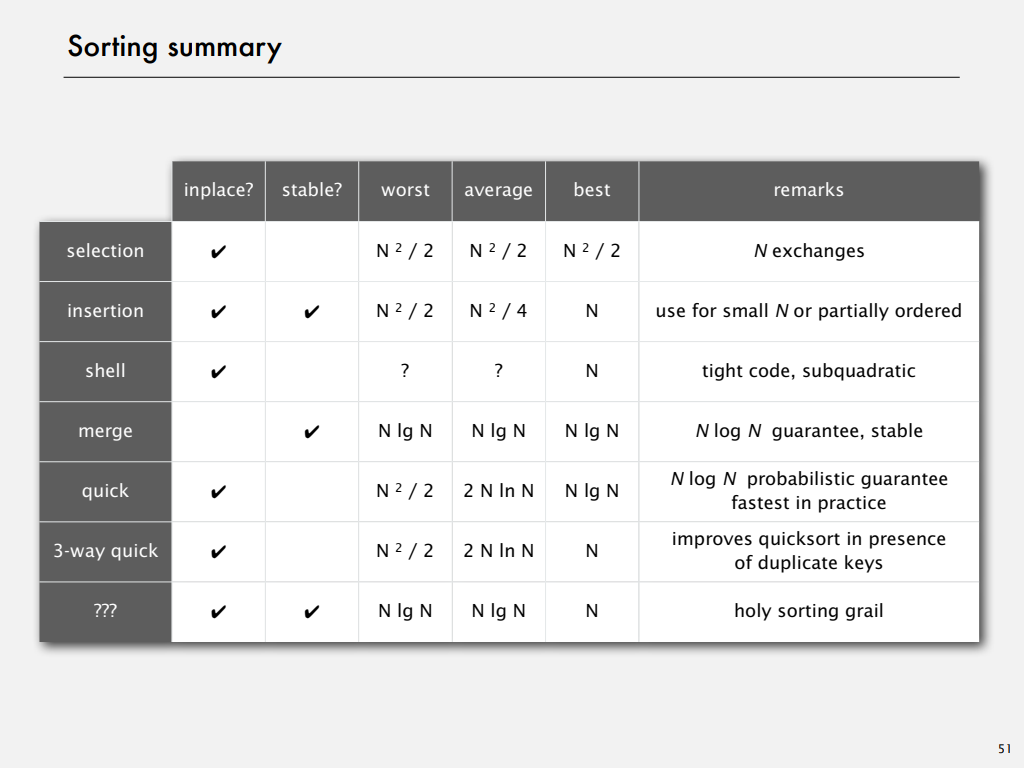 Sorting summary
inplace? stable? worst average best remarks
selection ✔ N ² / 2 N ² / 2 N ² / 2 N exchanges
insertion ✔ ✔ N ² / 2 N ² / 4 N use for small N or partially ordered
shell ✔ ? ? N tight code, subquadratic
merge ✔ N lg N N lg N N lg N N log N guarantee, stable
quick ✔ N ² / 2 2 N ln N N lg N N log N probabilistic guarantee
fastest in practice
3-way quick ✔ N ² / 2 2 N ln N N improves quicksort in presence
of duplicate keys
??? ✔ ✔ N lg N N lg N N holy sorting grail
51